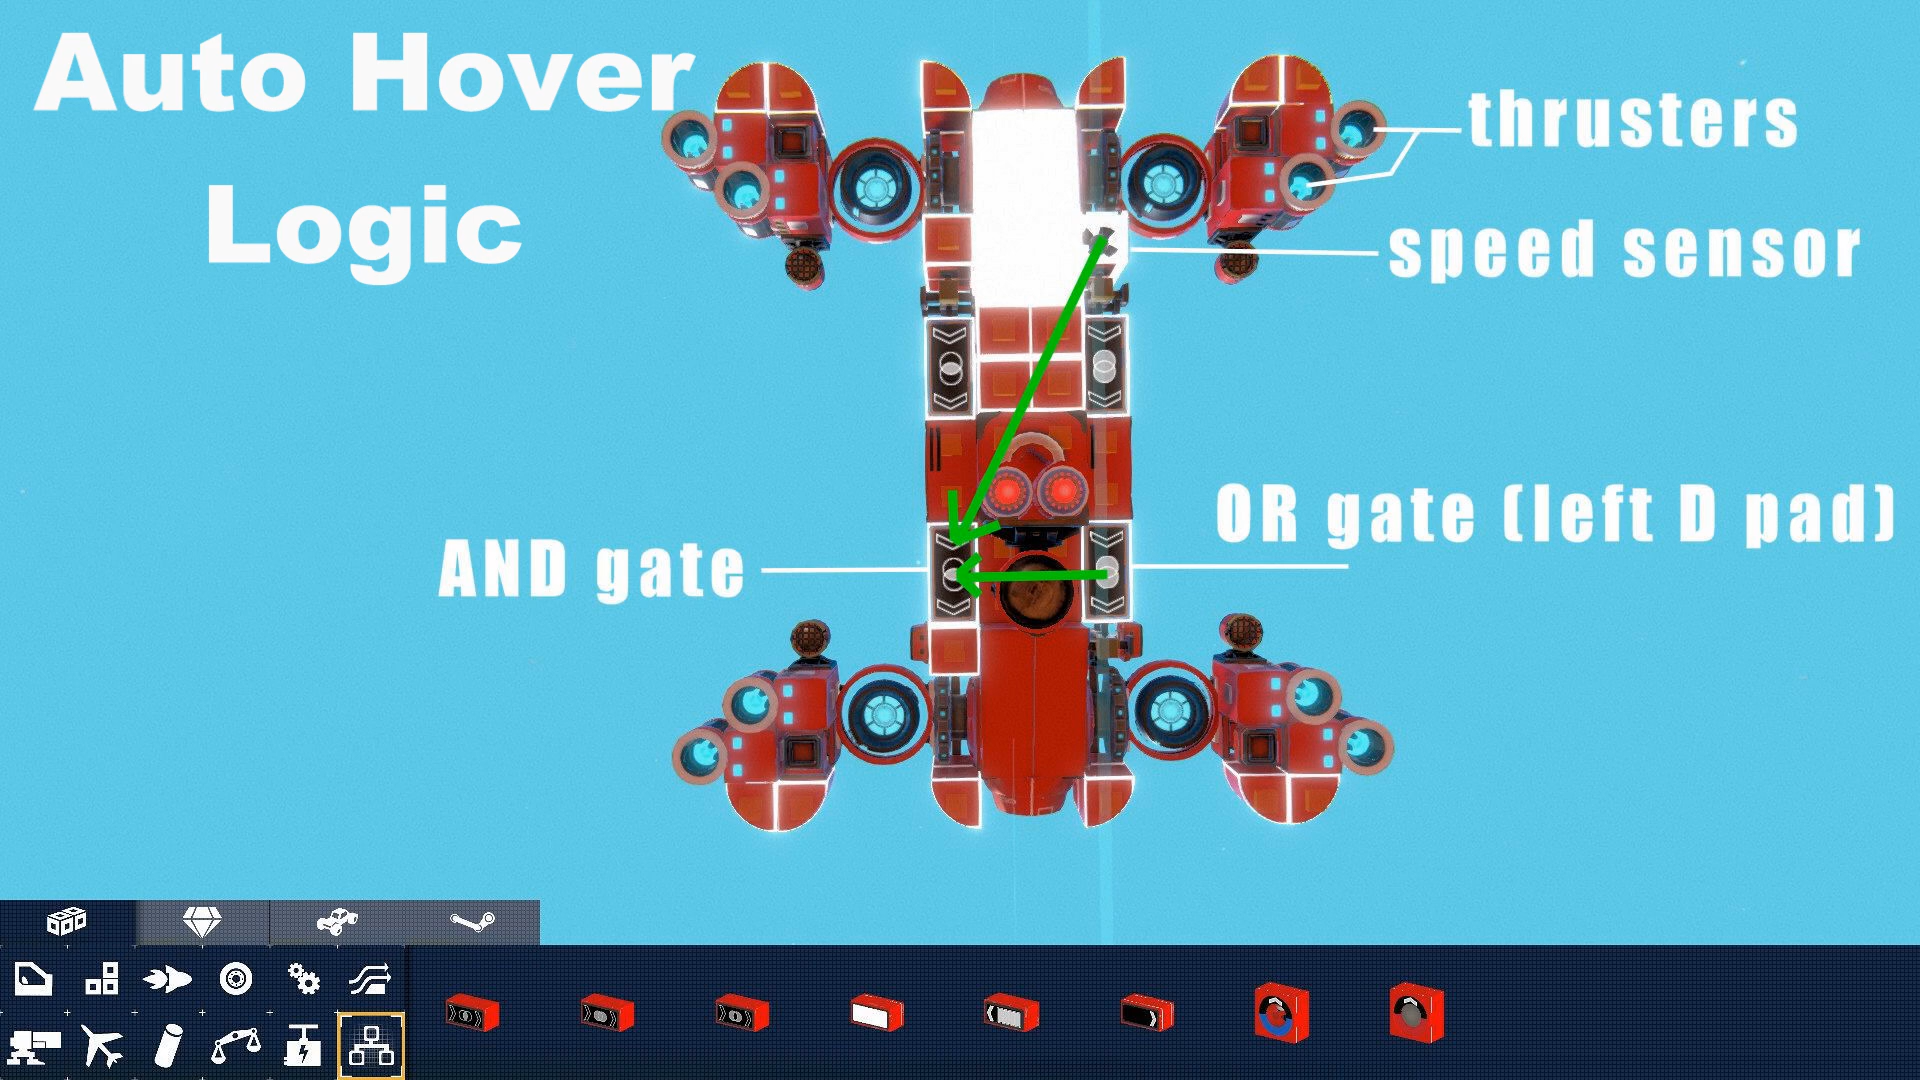 Auto Hover
Logic
thrusters
speed sensor
OR gate (left D pad)
AND gate